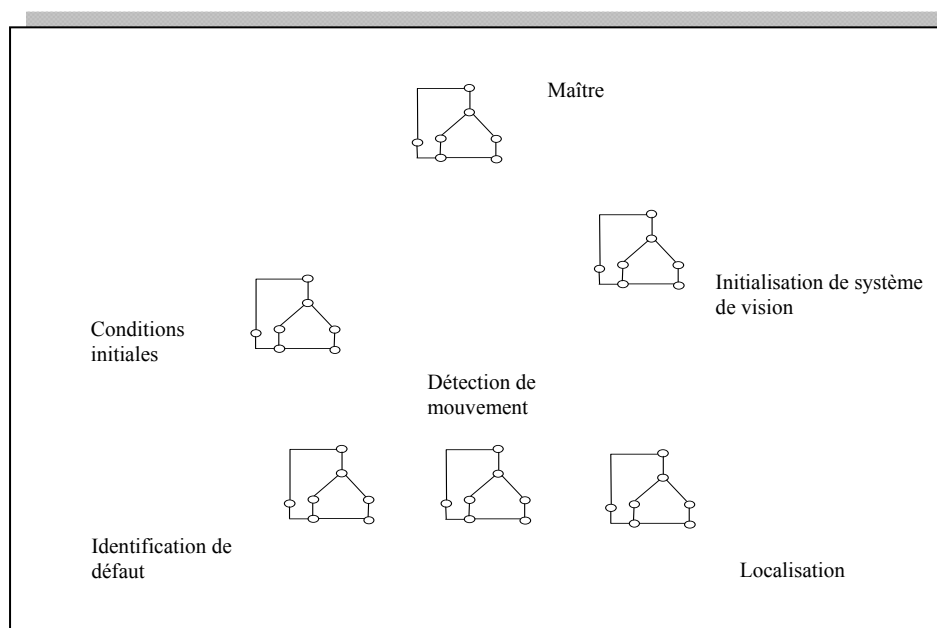 Maître
Initialisation de système
de vision
Conditions
initiales
Détection de
mouvement
Identification de
défaut
Localisation